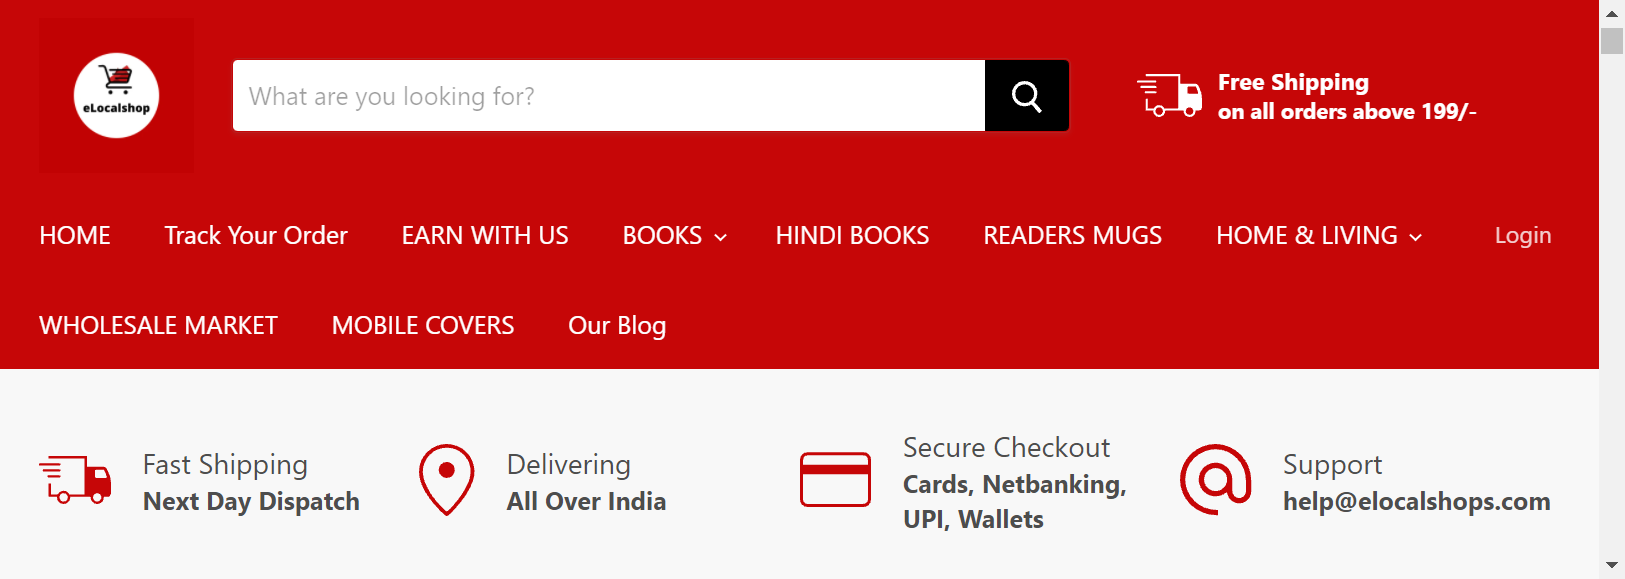 eLocalshop
What are you looking for?
Free Shipping
on all orders above 199/-
HOME
Track Your Order
EARN WITH US
BOOKS
HINDI BOOKS
READERS MUGS
HOME & LIVING
Login
WHOLESALE MARKET
MOBILE COVERS
Our Blog
Fast Shipping
Next Day Dispatch
Delivering
All Over India
Secure Checkout
Cards, Netbanking,
UPI, Wallets
Support
help@elocalshops.com